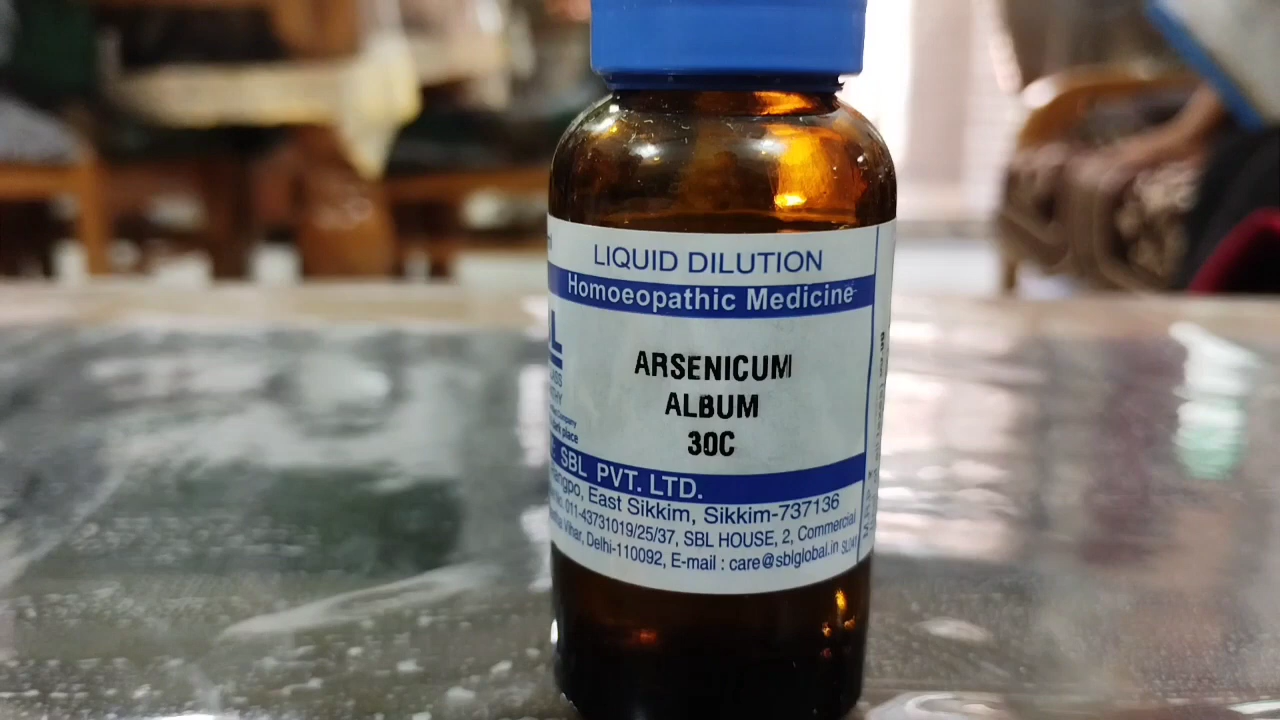 LIQUID DILUTION
Homoeopathic Medicine
ARSENICUM
ALBUM
30C
SBL PVT. LTD.
East Sikkim, Sikkim-737136
011-43731019/25/37, SBL HOUSE, 2, Commercial
Vihar, Delhi-110092, E-mail : care@sblglobal.in